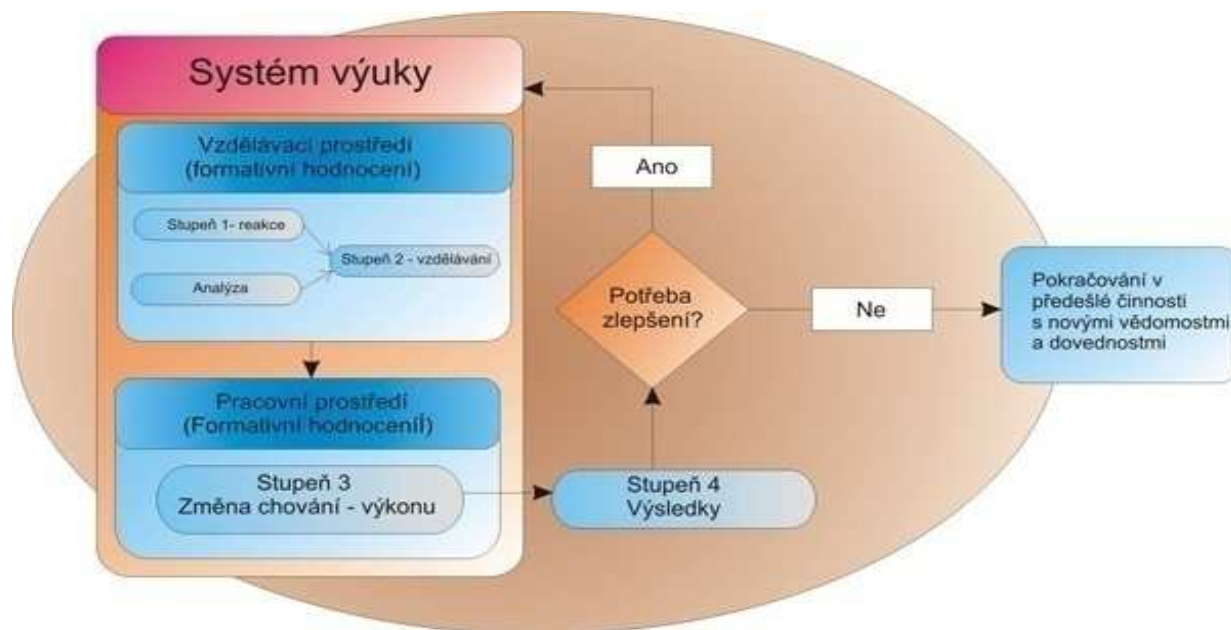 Systém výuky
Vzdělávací prostředí
(formativní hodnocení)
Stupeň 1- reakce
Stupeň 2 - vzdělávání
Analýza
Pracovní prostředí
(Formativní hodnoceníÍ)
Stupeň 3
Změna chování - výkonu
Stupeň 4
Výsledky
Potřeba
zlepšení?
Ano
Ne
Pokračování v
předešlé činnosti
s novými vědomostmi
a dovednostmi